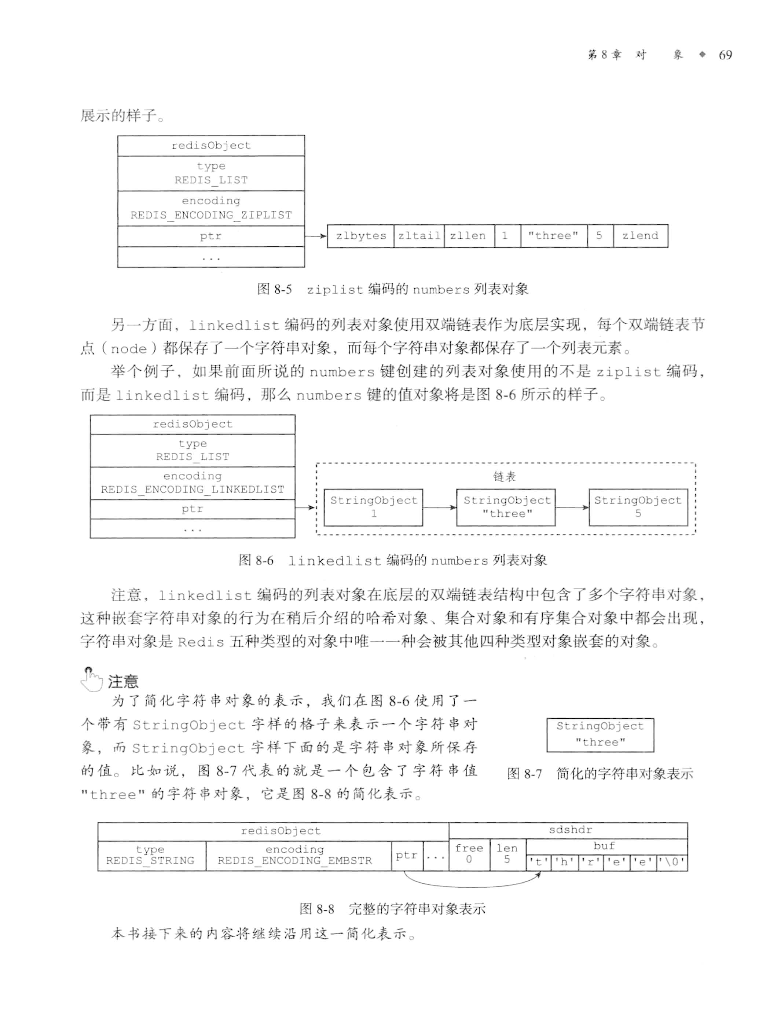 第8章 对 象 ◆ 69
展示的样子。
redisObject
type
REDIS_LIST
encoding
REDIS_ENCODING_ZIPLIST
ptr
...
zlbytes zltail zllen 1 "three" 5 zlend
图 8-5 ziplist 编码的 numbers 列表对象
另一方面，linkedlist 编码的列表对象使用双端链表作为底层实现，每个双端链表节
点（node）都保存了一个字符串对象，而每个字符串对象都保存了一个列表元素。
举个例子，如果前面所说的 numbers 键创建的列表对象使用的不是 ziplist 编码，
而是 linkedlist 编码，那么 numbers 键的值对象将是图 8-6 所示的样子。
redisObject
type
REDIS_LIST
encoding
REDIS_ENCODING_LINKEDLIST
ptr
...
链表
StringObject
1
StringObject
"three"
StringObject
5
图 8-6 linkedlist 编码的 numbers 列表对象
注意，linkedlist 编码的列表对象在底层的双端链表结构中包含了多个字符串对象，
这种嵌套字符串对象的行为在稍后介绍的哈希对象、集合对象和有序集合对象中都会出现，
字符串对象是 Redis 五种类型的对象中唯一一种会被其他四种类型对象嵌套的对象。
注意
为了简化字符串对象的表示，我们在图 8-6 使用了一
个带有 StringObject 字样的格子来表示一个字符串对
象，而 StringObject 字样下面的是字符串对象所保存
的值。比如说，图 8-7 代表的就是一个包含了字符串值
"three" 的字符串对象，它是图 8-8 的简化表示。
StringObject
"three"
图 8-7 简化的字符串对象表示
redisObject
type
REDIS_STRING
encoding
REDIS_ENCODING_EMBSTR
ptr
...
sdshdr
free
0
len
5
buf
't' 'h' 'r' 'e' 'e' '\0'
图 8-8 完整的字符串对象表示
本书接下来的内容将继续沿用这一简化表示。